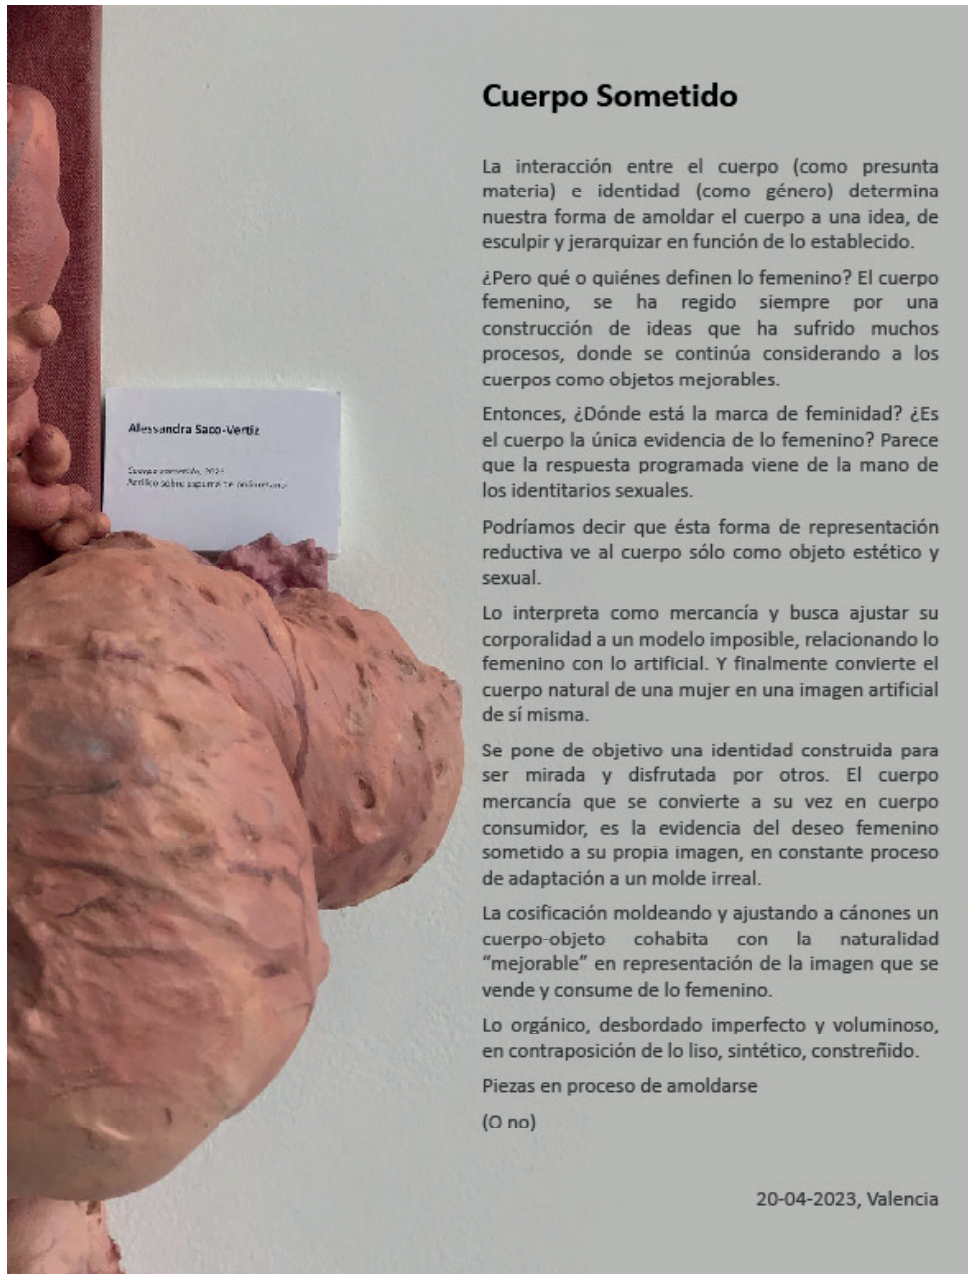 Cuerpo Sometido
La interacción entre el cuerpo (como presunta
materia) e identidad (como género) determina
nuestra forma de amoldar el cuerpo a una idea, de
esculpir y jerarquizar en función de lo establecido.
¿Pero qué o quiénes definen lo femenino? El cuerpo
femenino, se ha regido siempre por una
construcción de ideas que ha sufrido muchos
procesos, donde se continúa considerando a los
cuerpos como objetos mejorables.
Entonces, ¿Dónde está la marca de feminidad? ¿Es
el cuerpo la única evidencia de lo femenino? Parece
que la respuesta programada viene de la mano de
los identitarios sexuales.
Podríamos decir que ésta forma de representación
reductiva ve al cuerpo sólo como objeto estético y
sexual.
Lo interpreta como mercancía y busca ajustar su
corporalidad a un modelo imposible, relacionando lo
femenino con lo artificial. Y finalmente convierte el
cuerpo natural de una mujer en una imagen artificial
de sí misma.
Se pone de objetivo una identidad construida para
ser mirada y disfrutada por otros. El cuerpo
mercancía que se convierte a su vez en cuerpo
consumidor, es la evidencia del deseo femenino
sometido a su propia imagen, en constante proceso
de adaptación a un molde irreal.
La cosificación moldeando y ajustando a cánones un
cuerpo-objeto cohabita con la naturalidad
“mejorable” en representación de la imagen que se
vende y consume de lo femenino.
Lo orgánico, desbordado imperfecto y voluminoso,
en contraposición de lo liso, sintético, constreñido.
Piezas en proceso de amoldarse
(O no)
20-04-2023, Valencia
Alessandra Saco-Vertiz
Cuerpo sometido,
Acrílico sobre espuma de poliuretano